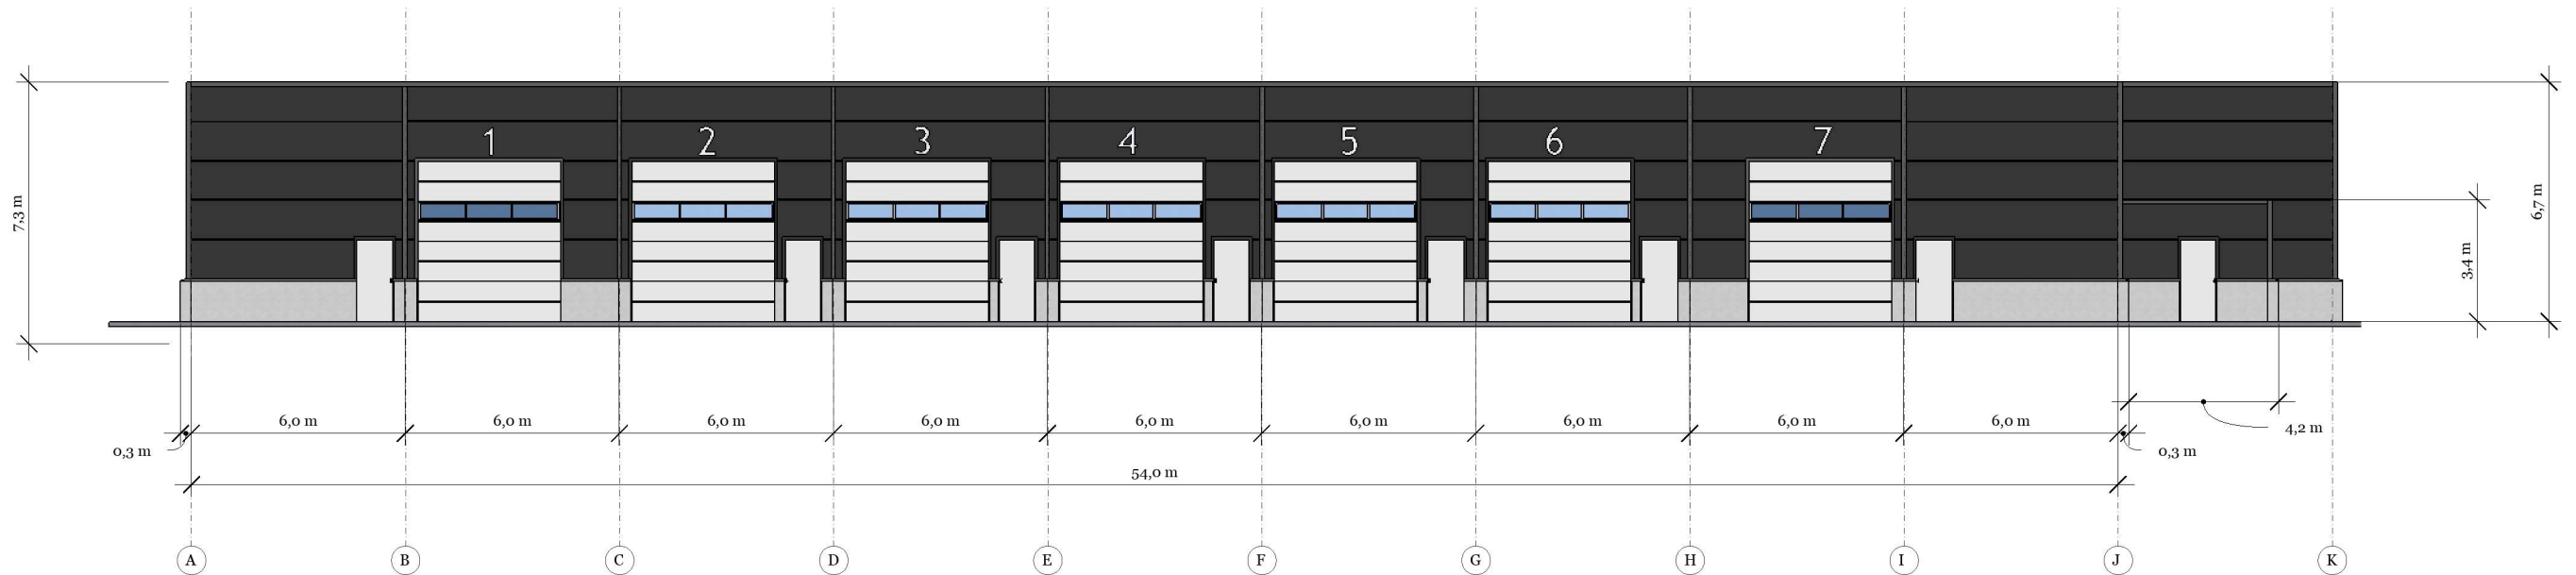 1 2 3 4 5 6 7
7,3 m
6,7 m
3,4 m
6,0 m 6,0 m 6,0 m 6,0 m 6,0 m 6,0 m 6,0 m 6,0 m 6,0 m
4,2 m
0,3 m
0,3 m
54,0 m
A B C D E F G H I J K